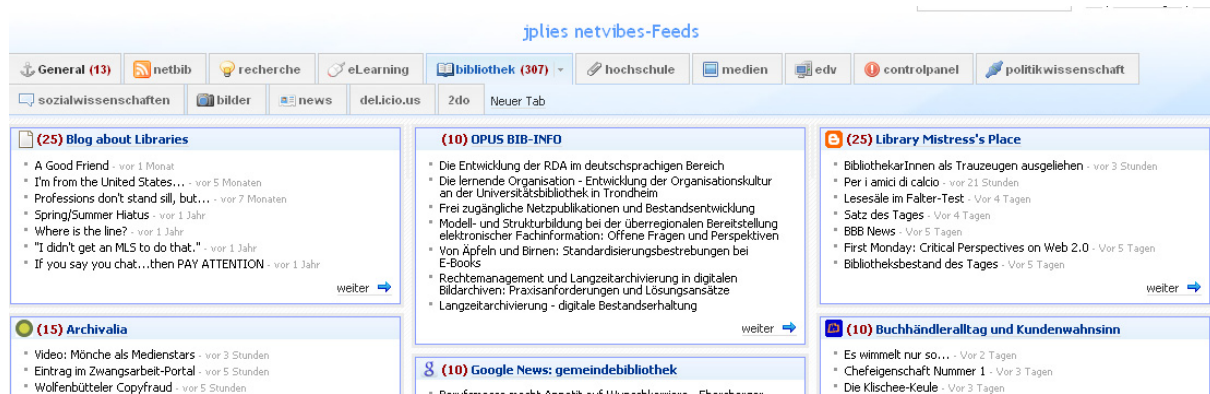 jplies netvibes-Feeds
General (13) netbib recherche eLearning bibliothek (307) hochschule medien edv controlpanel politikwissenschaft
sozialwissenschaften bilder news del.icio.us 2do Neuer Tab
(25) Blog about Libraries
A Good Friend - vor 1 Monat
I'm from the United States... - vor 5 Monaten
Professions don't stand sill, but... - vor 7 Monaten
Spring/Summer Hiatus - vor 1 Jahr
Where is the line? - vor 1 Jahr
"I didn't get an MLS to do that." - vor 1 Jahr
If you say you chat...then PAY ATTENTION - vor 1 Jahr
weiter
(15) Archivalia
Video: Mönche als Medienstars - vor 3 Stunden
Eintrag im Zwangsarbeit-Portal - vor 5 Stunden
Wolfenbütteler Copyfraud - vor 5 Stunden
(10) OPUS BIB-INFO
Die Entwicklung der RDA im deutschsprachigen Bereich
Die lernende Organisation - Entwicklung der Organisationskultur
an der Universitätsbibliothek in Trondheim
Frei zugängliche Netzpublikationen und Bestandsentwicklung
Modell- und Strukturbildung bei der überregionalen Bereitstellung
elektronischer Fachinformation: Offene Fragen und Perspektiven
Von Äpfeln und Birnen: Standardisierungsbestrebungen bei
E-Books
Rechtemanagement und Langzeitarchivierung in digitalen
Bildarchiven: Praxisanforderungen und Lösungsansätze
Langzeitarchivierung - digitale Bestandserhaltung
weiter
(10) Google News: gemeindebibliothek
(25) Library Mistress's Place
BibliothekarInnen als Trauzeugen ausgeliehen - vor 3 Stunden
Per i amici di calcio - vor 21 Stunden
Lesesäle im Falter-Test - Vor 4 Tagen
Satz des Tages - Vor 4 Tagen
BBB News - Vor 5 Tagen
First Monday: Critical Perspectives on Web 2.0 - Vor 5 Tagen
Bibliotheksbestand des Tages - Vor 5 Tagen
weiter
(10) Buchhändleralltag und Kundenwahnsinn
Es wimmelt nur so... - Vor 2 Tagen
Chefeigenschaft Nummer 1 - Vor 3 Tagen
Die Klischee-Keule - Vor 3 Tagen